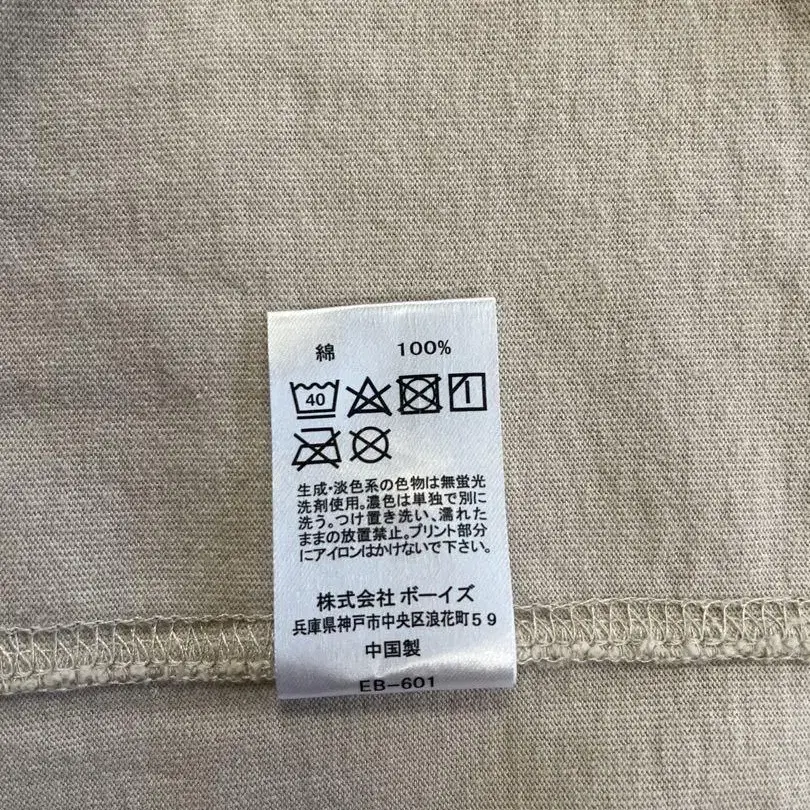 綿 100%
40
生成・淡色系の色物は無蛍光
洗剤使用。濃色は単独で別に
洗う。つけ置き洗い、濡れた
ままの放置禁止。プリント部分
にアイロンはかけないで下さい。
株式会社 ボーイズ
兵庫県神戸市中央区浪花町59
中国製
EB-601